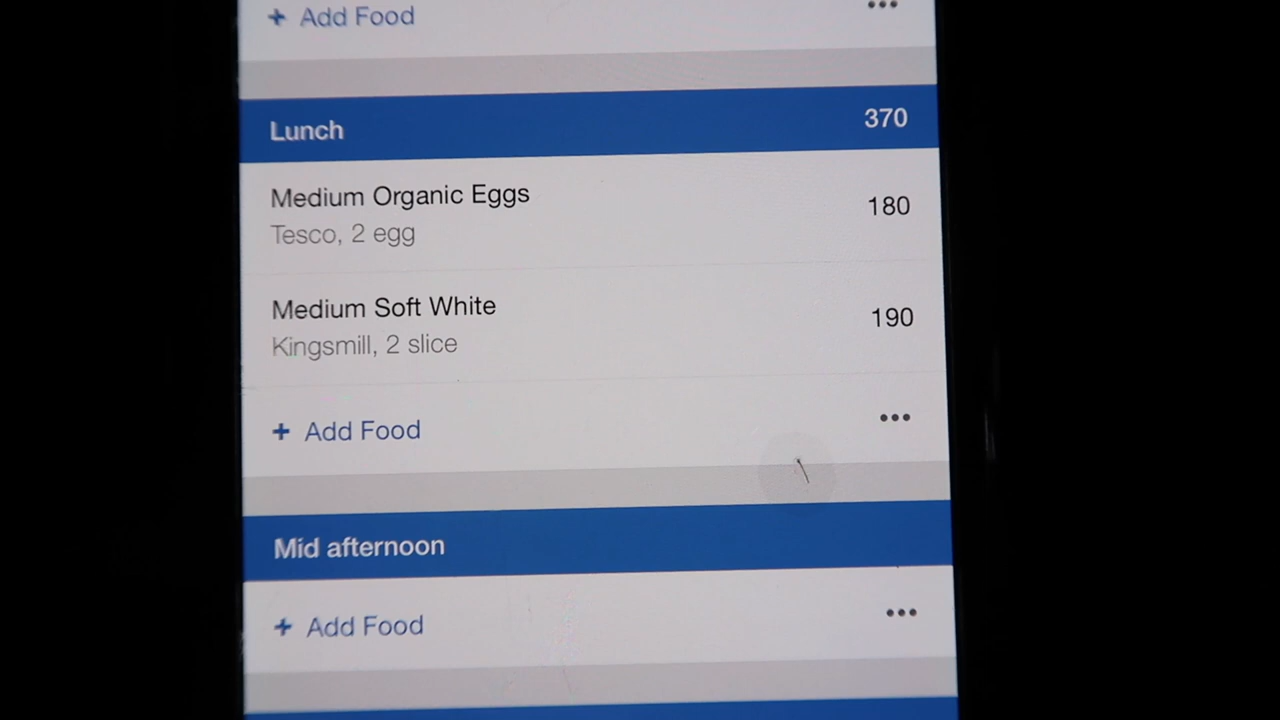 + Add Food
Lunch 370
Medium Organic Eggs 180
Tesco, 2 egg
Medium Soft White 190
Kingsmill, 2 slice
+ Add Food
Mid afternoon
+ Add Food